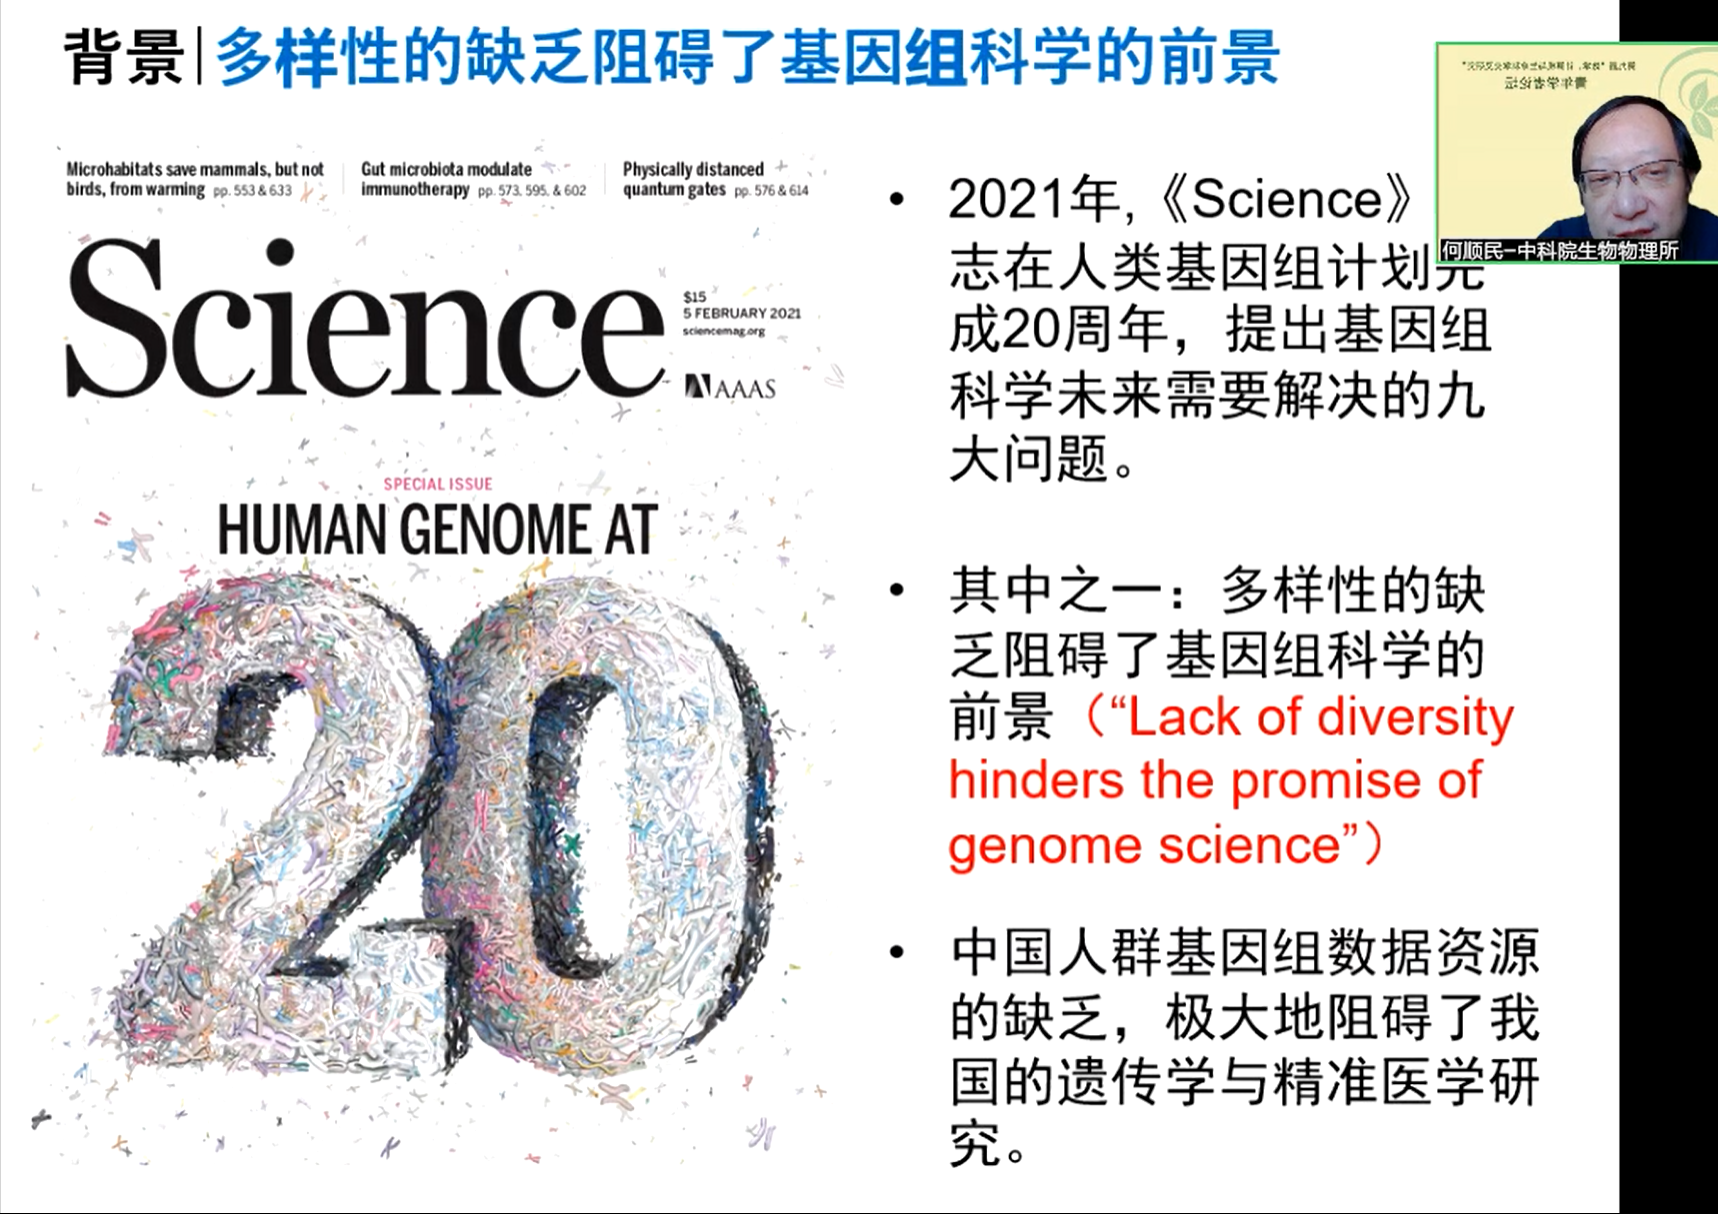 背景|多样性的缺乏阻碍了基因组科学的前景
Microhabitats save mammals, but not
birds, from warming pp. 553 & 633
Gut microbiota modulate
immunotherapy pp. 573, 595, & 602
Physically distanced
quantum gates pp. 576 & 614
Science
$15
5 FEBRUARY 2021
sciencemag.org
AAAS
SPECIAL ISSUE
HUMAN GENOME AT
20
• 2021年,《Science》
志在人类基因组计划完
成20周年，提出基因组
科学未来需要解决的九
大问题。
• 其中之一：多样性的缺
乏阻碍了基因组科学的
前景（“Lack of diversity
hinders the promise of
genome science”）
• 中国人群基因组数据资源
的缺乏，极大地阻碍了我
国的遗传学与精准医学研
究。
青年学者论坛
何顺民-中科院生物物理所